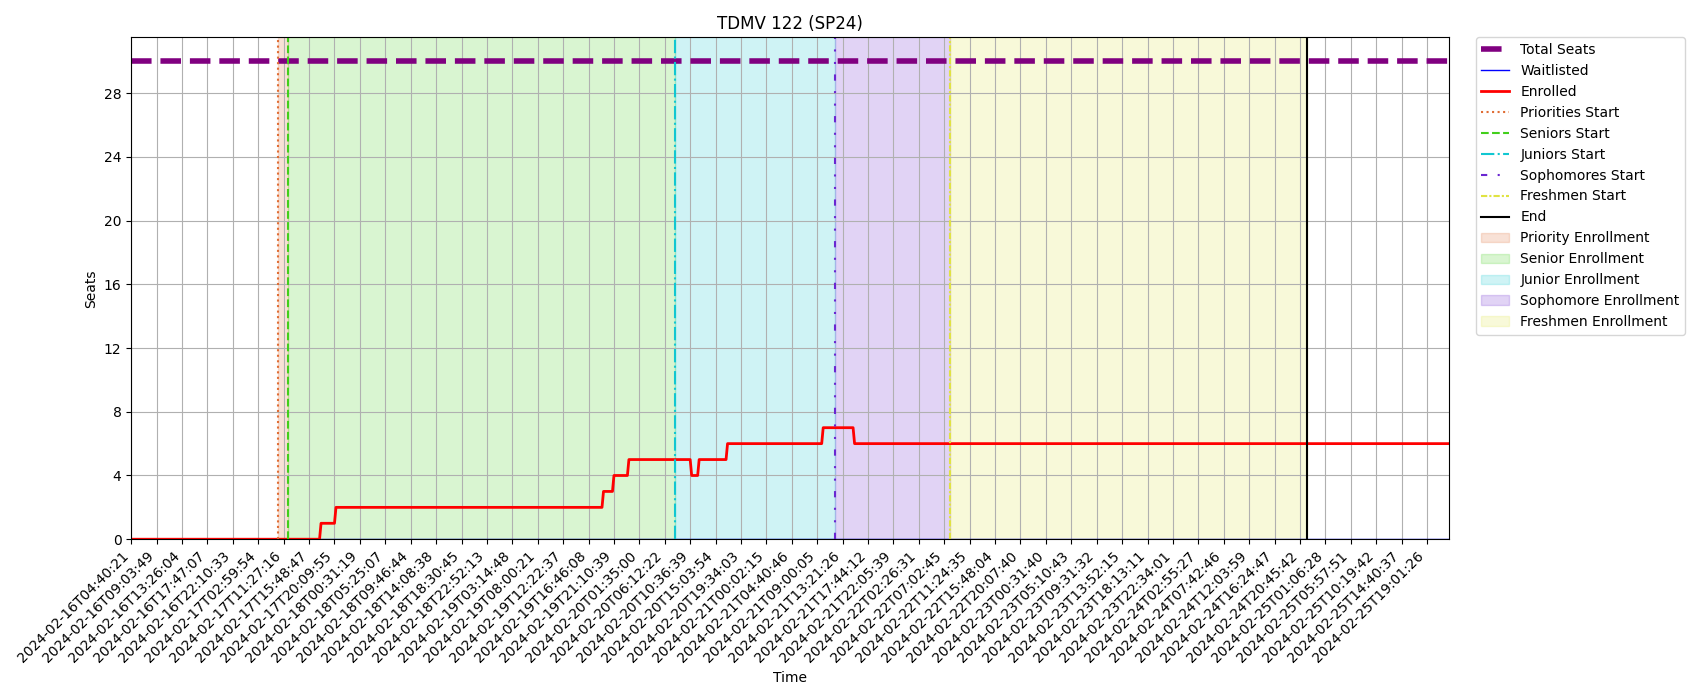 TDMV 122 (SP24)
Total Seats
Waitlisted
Enrolled
Priorities Start
Seniors Start
Juniors Start
Sophomores Start
Freshmen Start
End
Priority Enrollment
Senior Enrollment
Junior Enrollment
Sophomore Enrollment
Freshmen Enrollment
Seats
28
24
20
16
12
8
4
0
2024-02-16T04:40:21
2024-02-16T09:03:49
2024-02-16T13:26:04
2024-02-16T17:47:07
2024-02-16T22:10:33
2024-02-17T02:59:54
2024-02-17T11:27:16
2024-02-17T15:48:47
2024-02-17T20:09:55
2024-02-18T00:31:19
2024-02-18T05:25:07
2024-02-18T09:46:44
2024-02-18T14:08:38
2024-02-18T18:30:45
2024-02-18T22:52:13
2024-02-19T03:14:48
2024-02-19T08:00:21
2024-02-19T12:22:37
2024-02-19T16:46:08
2024-02-19T21:10:39
2024-02-20T01:35:00
2024-02-20T06:12:22
2024-02-20T10:36:39
2024-02-20T15:03:54
2024-02-20T19:34:03
2024-02-21T00:02:15
2024-02-21T04:40:46
2024-02-21T09:00:05
2024-02-21T13:21:26
2024-02-21T17:44:12
2024-02-21T22:05:39
2024-02-22T02:26:31
2024-02-22T07:02:45
2024-02-22T11:24:35
2024-02-22T15:48:04
2024-02-22T20:07:40
2024-02-23T00:31:40
2024-02-23T05:10:43
2024-02-23T09:31:32
2024-02-23T13:52:15
2024-02-23T18:13:11
2024-02-23T22:34:01
2024-02-24T02:55:27
2024-02-24T07:42:46
2024-02-24T12:03:59
2024-02-24T16:24:47
2024-02-24T20:45:42
2024-02-25T01:06:28
2024-02-25T05:57:51
2024-02-25T10:19:42
2024-02-25T14:40:37
2024-02-25T19:01:26
Time